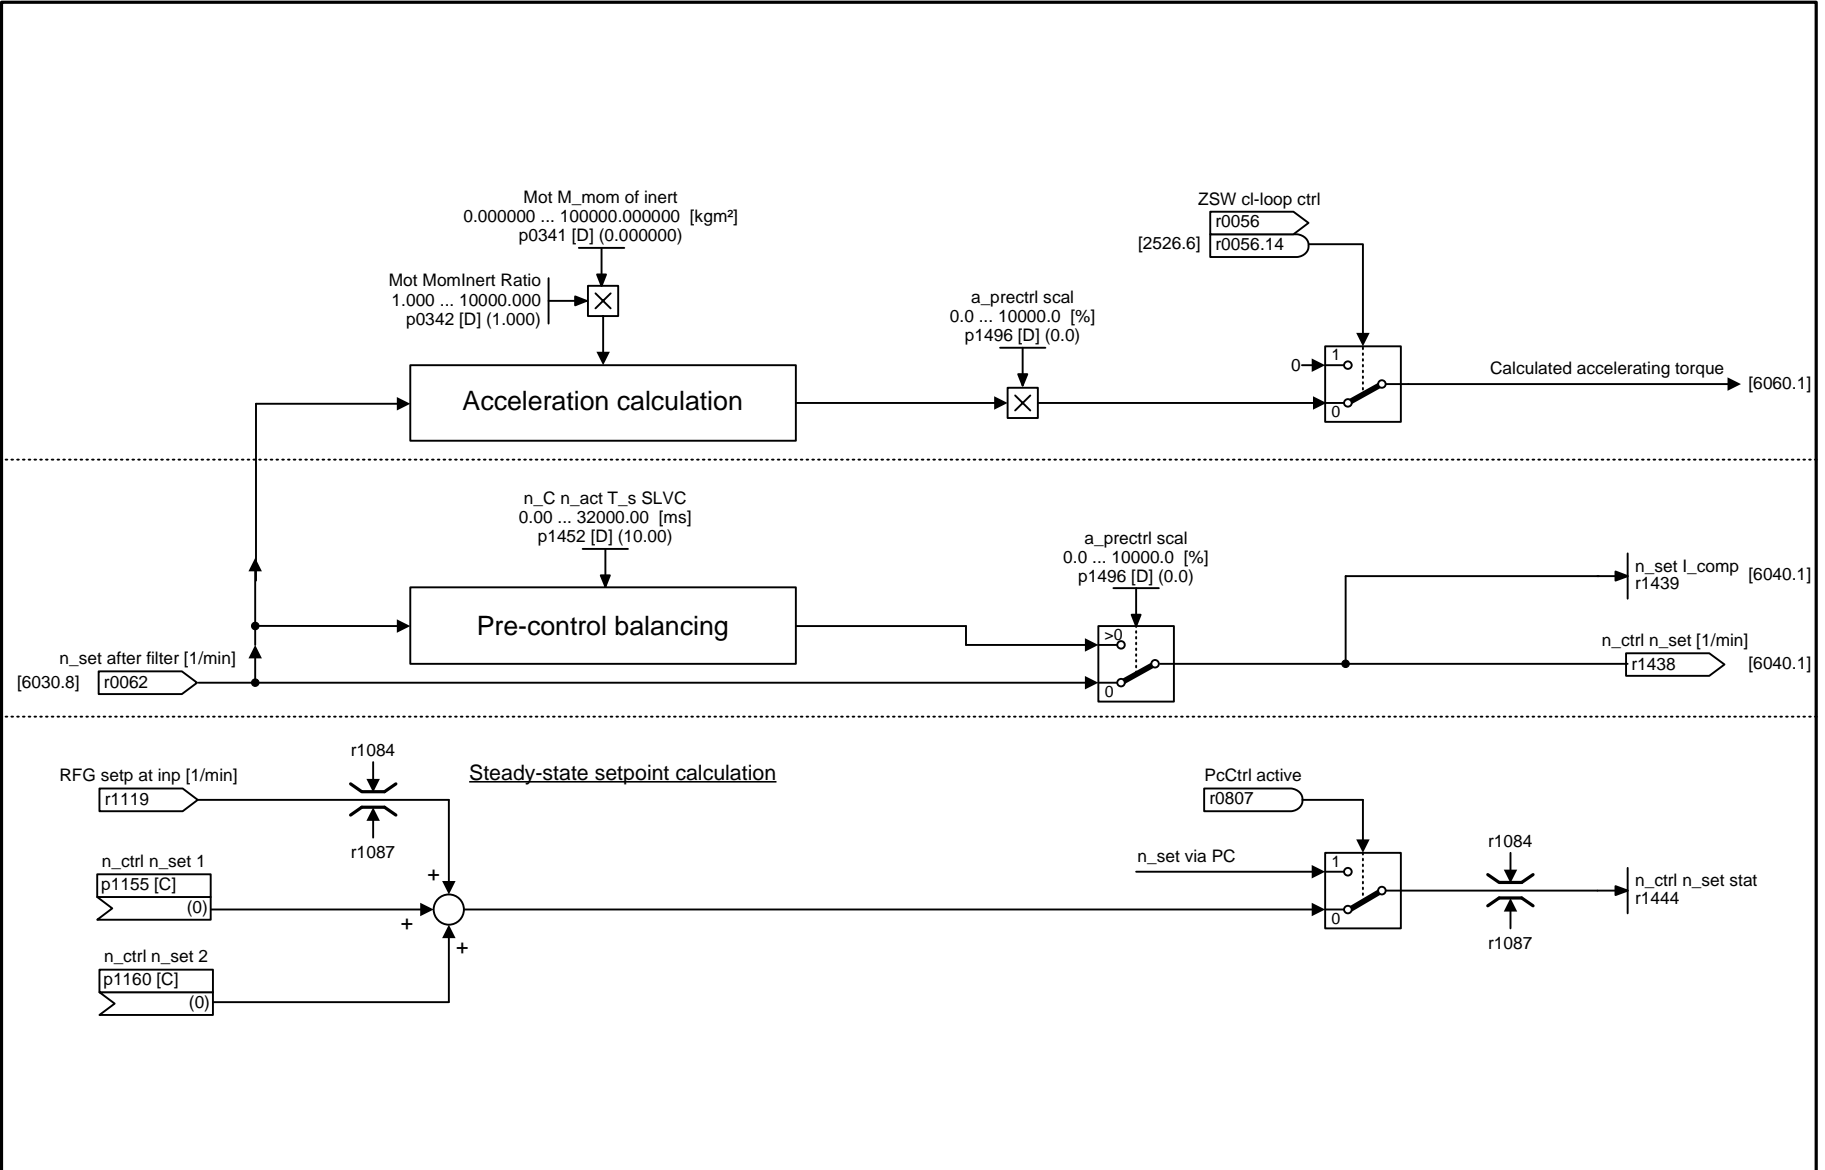 Mot M_mom of inert
0.000000 ... 100000.000000 [kgm²]
p0341 [D] (0.000000)
Mot MomInert Ratio
1.000 ... 10000.000
p0342 [D] (1.000)
ZSW cl-loop ctrl
r0056
[2526.6] r0056.14
a_prectrl scal
0.0 ... 10000.0 [%]
p1496 [D] (0.0)
Acceleration calculation
0
1
0
Calculated accelerating torque
[6060.1]
n_C n_act T_s SLVC
0.00 ... 32000.00 [ms]
p1452 [D] (10.00)
a_prectrl scal
0.0 ... 10000.0 [%]
p1496 [D] (0.0)
Pre-control balancing
>0
0
n_set I_comp
r1439
[6040.1]
n_ctrl n_set [1/min]
r1438
[6040.1]
n_set after filter [1/min]
[6030.8] r0062
Steady-state setpoint calculation
RFG setp at inp [1/min]
r1119
r1084
r1087
n_ctrl n_set 1
p1155 [C]
(0)
n_ctrl n_set 2
p1160 [C]
(0)
+
+
+
PcCtrl active
r0807
n_set via PC
1
0
r1084
r1087
n_ctrl n_set stat
r1444